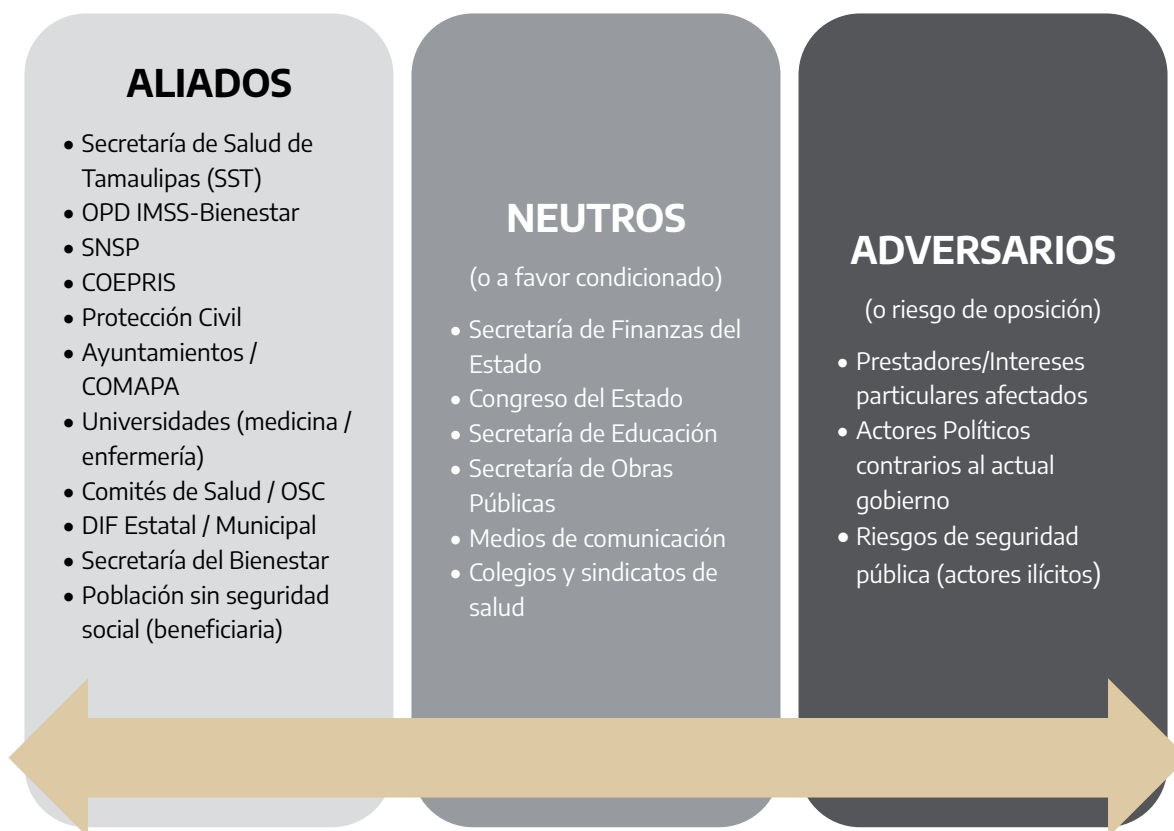 ALIADOS
• Secretaría de Salud de
Tamaulipas (SST)
• OPD IMSS-Bienestar
• SNSP
• COEPRIS
• Protección Civil
• Ayuntamientos /
COMAPA
• Universidades (medicina /
enfermería)
• Comités de Salud / OSC
• DIF Estatal / Municipal
• Secretaría del Bienestar
• Población sin seguridad
social (beneficiaria)
NEUTROS
(o a favor condicionado)
• Secretaría de Finanzas del
Estado
• Congreso del Estado
• Secretaría de Educación
• Secretaría de Obras
Públicas
• Medios de comunicación
• Colegios y sindicatos de
salud
ADVERSARIOS
(o riesgo de oposición)
• Prestadores/Intereses
particulares afectados
• Actores Políticos
contrarios al actual
gobierno
• Riesgos de seguridad
pública (actores ilícitos)